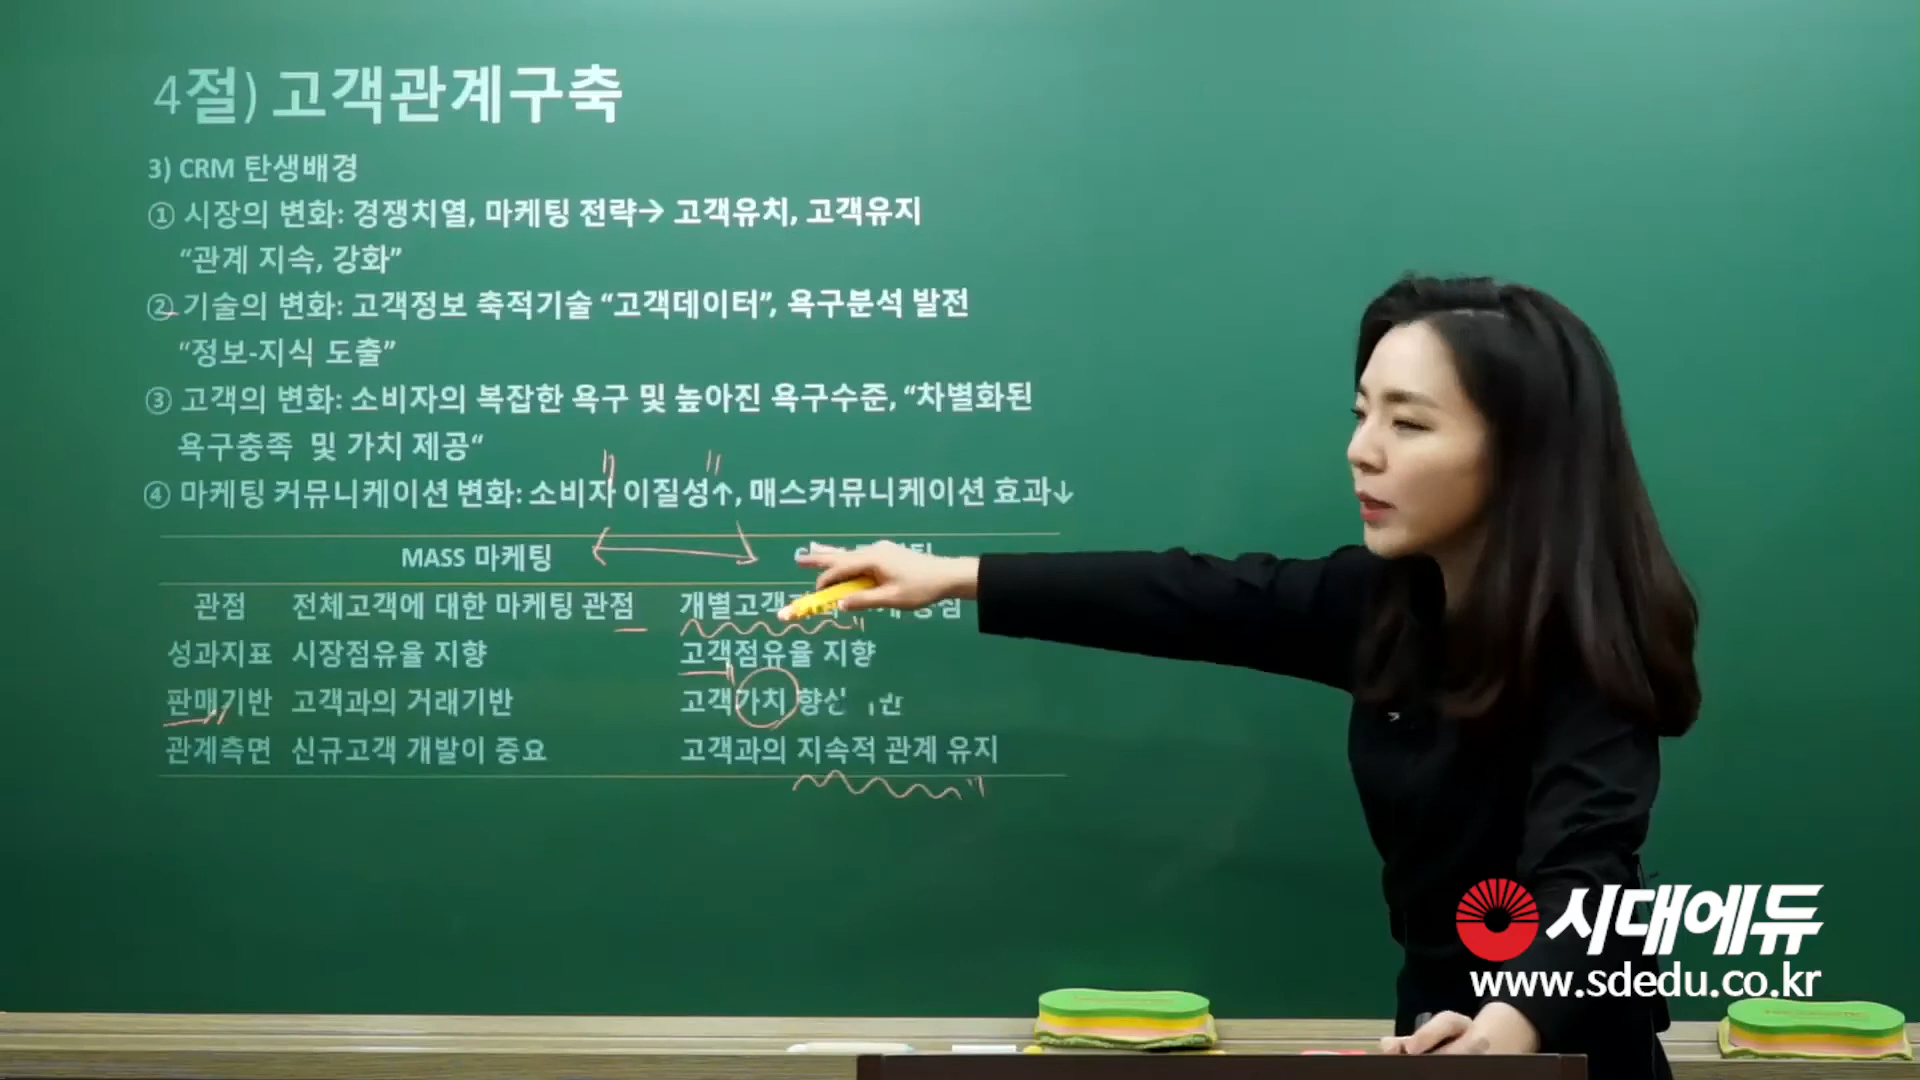 4절) 고객관계구축
3) CRM 탄생배경
① 시장의 변화: 경쟁치열, 마케팅 전략→ 고객유치, 고객유지
“관계 지속, 강화”
② 기술의 변화: 고객정보 축적기술 “고객데이터”, 욕구분석 발전
“정보-지식 도출”
③ 고객의 변화: 소비자의 복잡한 욕구 및 높아진 욕구수준, “차별화된
욕구충족 및 가치 제공“
④ 마케팅 커뮤니케이션 변화: 소비자 이질성↑, 매스커뮤니케이션 효과↓
MASS 마케팅
관점 전체고객에 대한 마케팅 관점 개별고객
성과지표 시장점유율 지향 고객점유율 지향
판매기반 고객과의 거래기반 고객가치
관계측면 신규고객 개발이 중요 고객과의 지속적 관계 유지
시대에듀
www.sdedu.co.kr